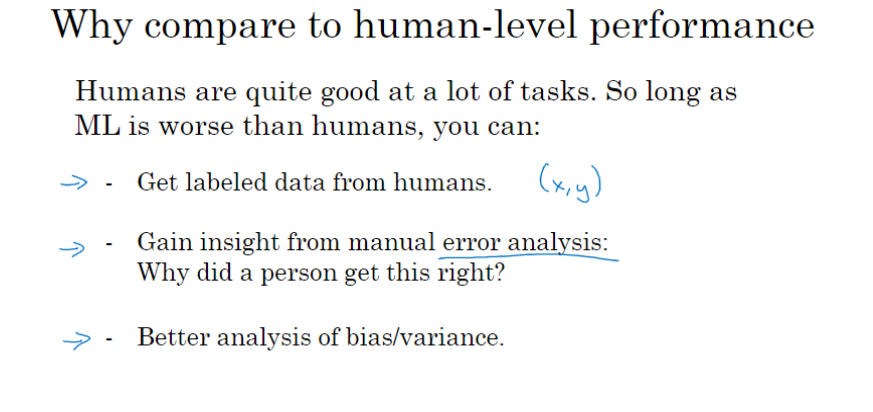 Why compare to human-level performance
Humans are quite good at a lot of tasks. So long as
ML is worse than humans, you can:
- Get labeled data from humans. (x,y)
- Gain insight from manual error analysis:
Why did a person get this right?
- Better analysis of bias/variance.